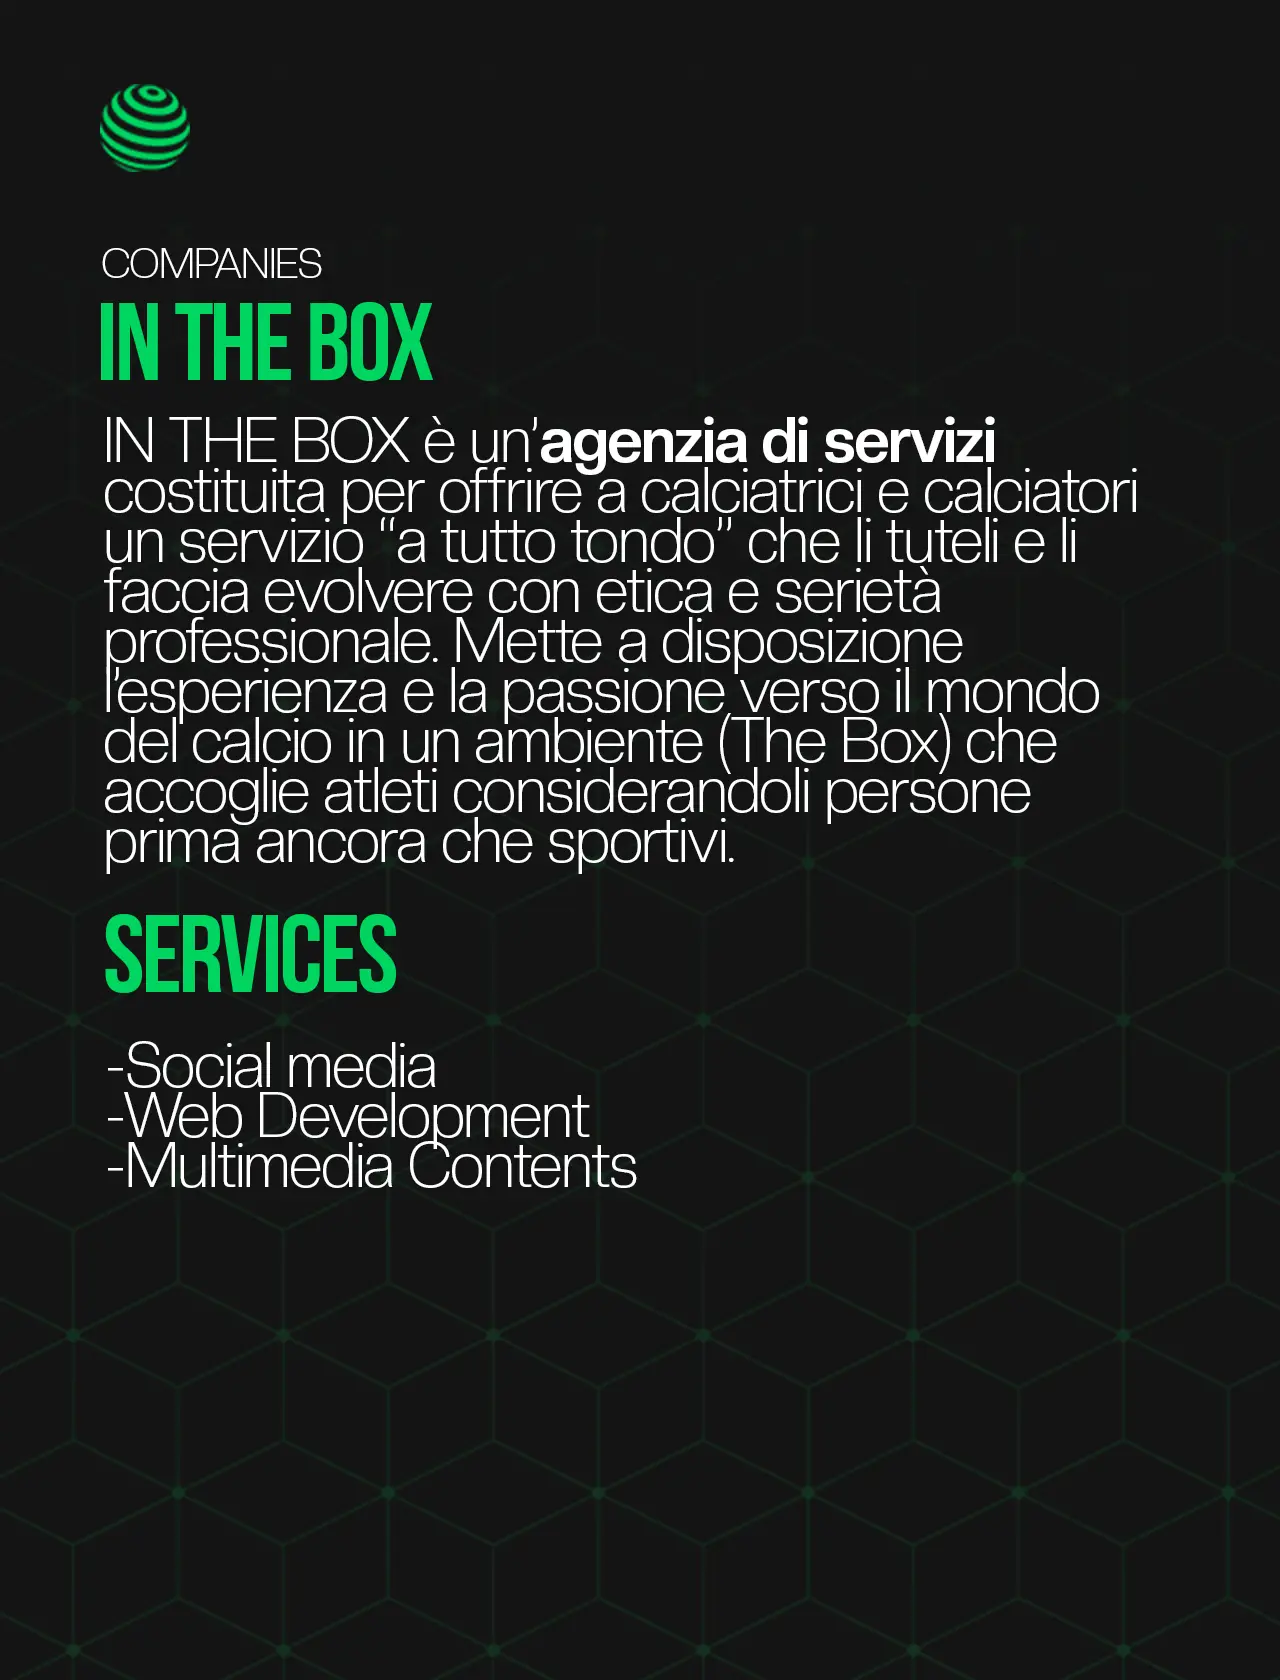 COMPANIES
IN THE BOX
IN THE BOX è un’agenzia di servizi
costituita per offrire a calciatrici e calciatori
un servizio “a tutto tondo” che li tuteli e li
faccia evolvere con etica e serietà
professionale. Mette a disposizione
l’esperienza e la passione verso il mondo
del calcio in un ambiente (The Box) che
accoglie atleti considerandoli persone
prima ancora che sportivi.
SERVICES
-Social media
-Web Development
-Multimedia Contents